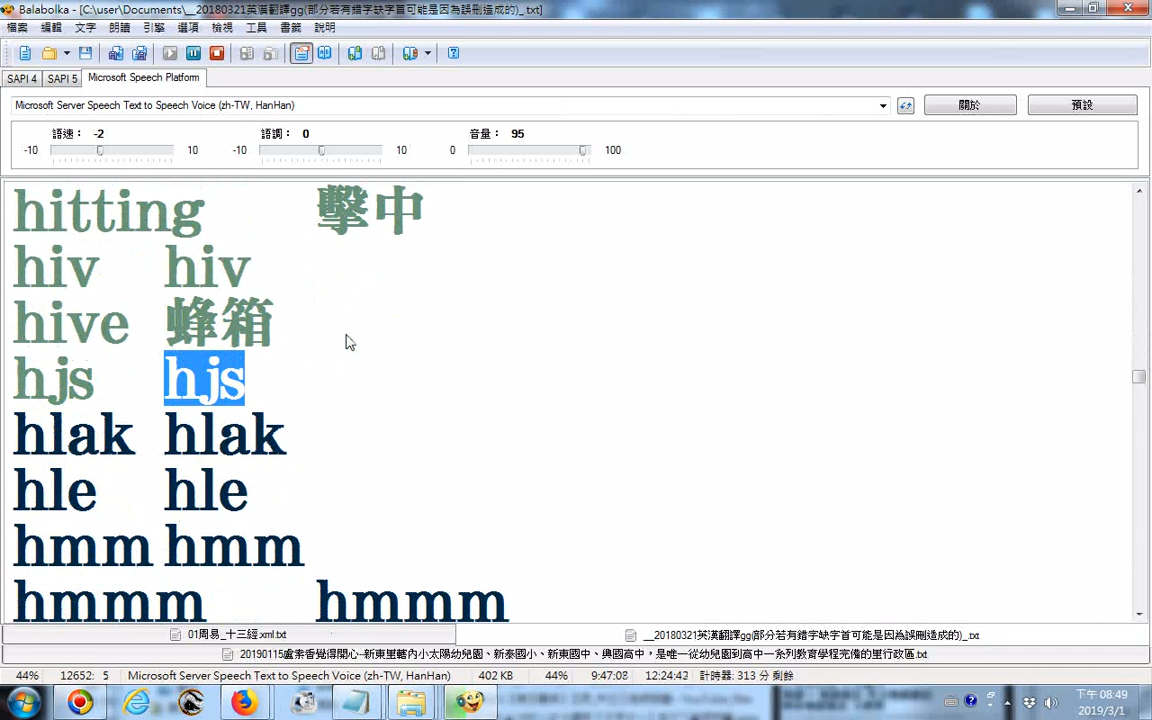 Balabolka - [C:\user\Documents\__20180321英漢翻譯gg(部分若有錯字缺字首可能是因為誤刪造成的)_.txt]
檔案 編輯 文字 朗讀 引擎 選項 檢視 工具 書籤 說明
SAPI 4 SAPI 5 Microsoft Speech Platform
Microsoft Server Speech Text to Speech Voice (zh-TW, HanHan) 關於 預設
語速： -2 語調： 0 音量： 95
-10 10 -10 10 0 100
hitting 擊中
hiv hiv
hive 蜂箱
hjs hjs
hlak hlak
hle hle
hmm hmm
hmmm hmmm
01周易_十三經.xml.txt __20180321英漢翻譯gg(部分若有錯字缺字首可能是因為誤刪造成的)_.txt
20190115盧素香覺得開心--新東里轄內小太陽幼兒園、新泰國小、新東國中、興國高中，是唯一從幼兒園到高中一系列教育學程完備的里行政區.txt
44% 12652: 5 Microsoft Server Speech Text to Speech Voice (zh-TW, HanHan) 402 KB 44% 9:47:08 12:24:43 計時器: 313 分 剩餘
下午 08:49
2019/3/1